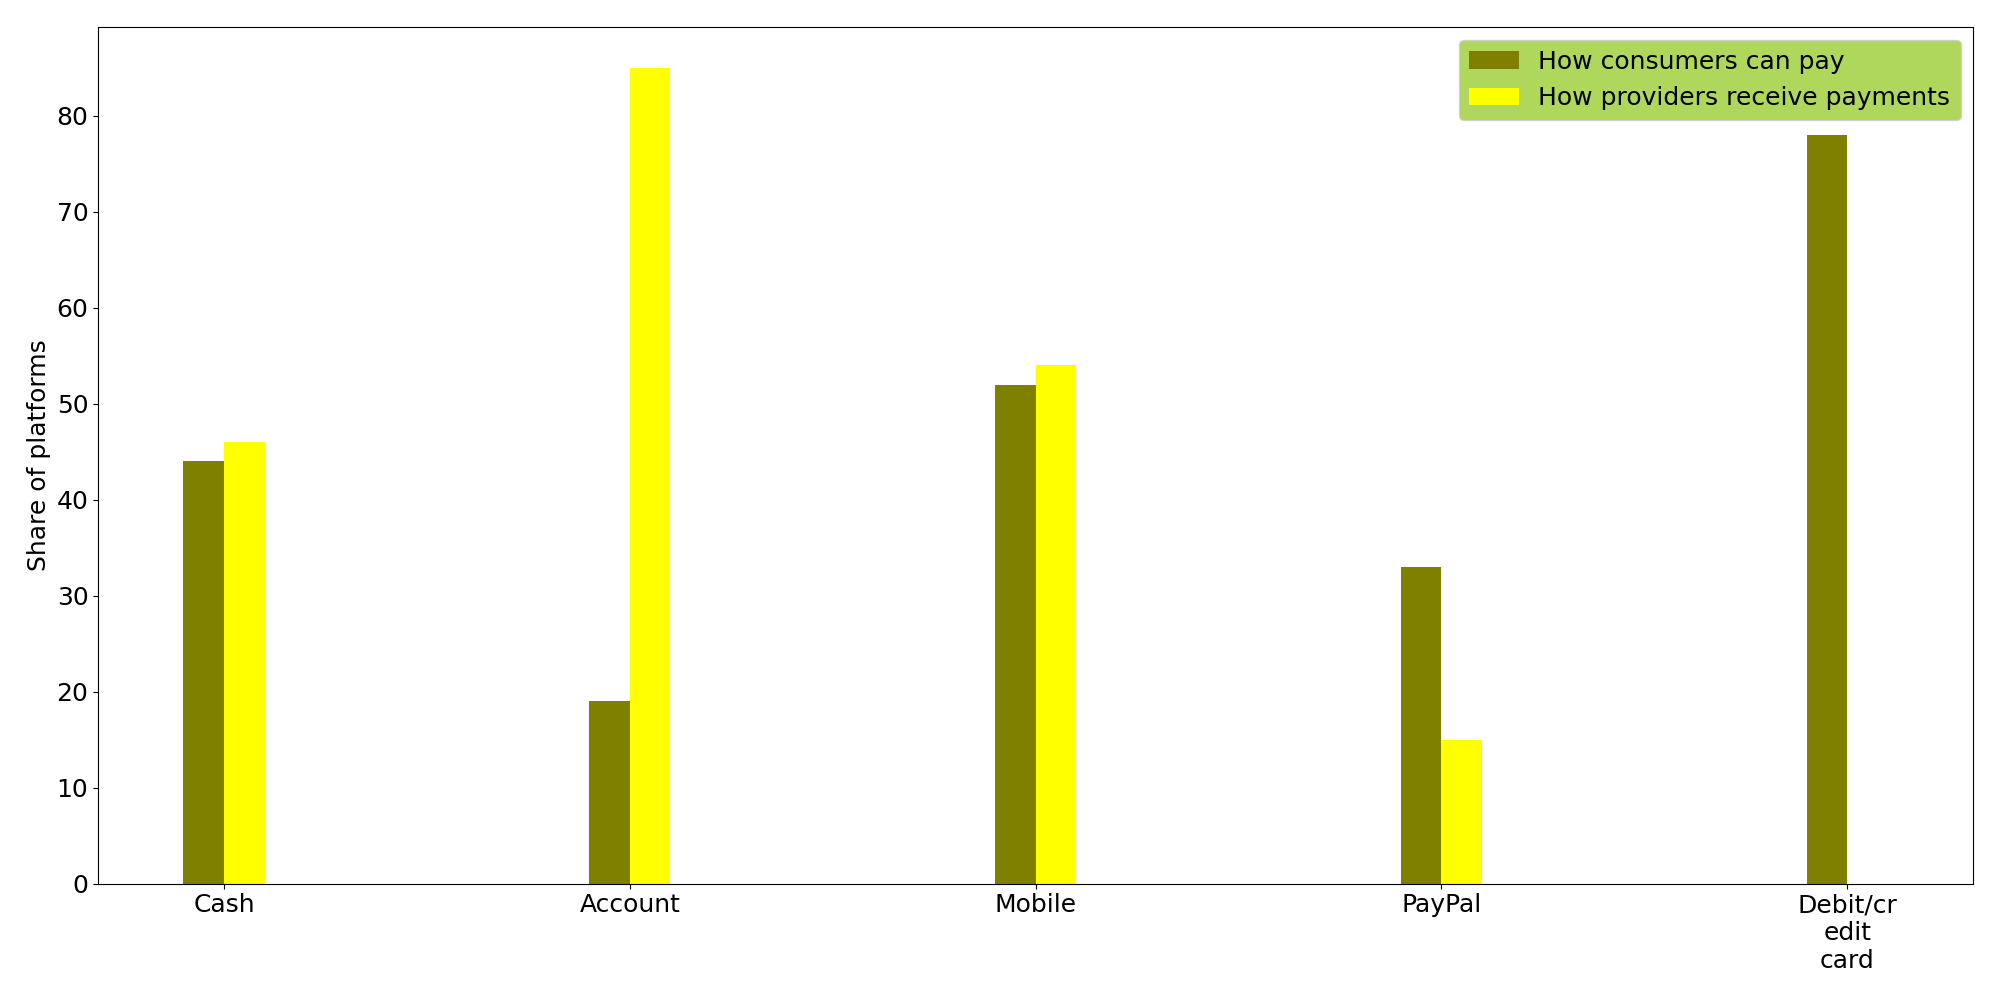 How consumers can pay
How providers receive payments
Share of platforms
80
70
60
50
40
30
20
10
0
Cash
Account
Mobile
PayPal
Debit/cr
edit
card